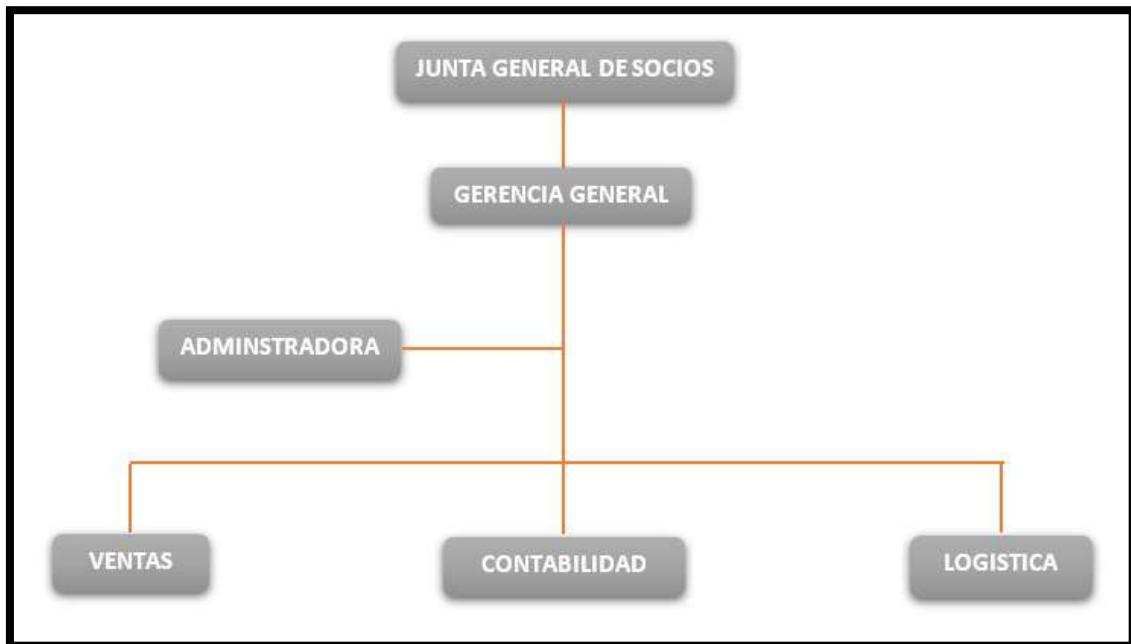 JUNTA GENERAL DE SOCIOS
GERENCIA GENERAL
ADMINSTRADORA
VENTAS
CONTABILIDAD
LOGISTICA